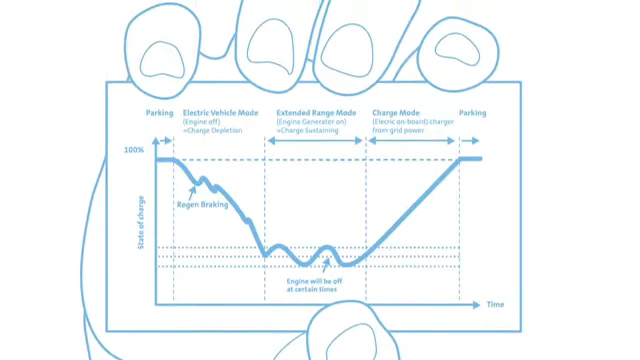 Parking
Electric Vehicle Mode
(Engine off)
=Charge Depletion
Extended Range Mode
(Engine Generator on)
=Charge Sustaining
Charge Mode
(Elecric on-board) charger
from grid power
Parking
100%
Regen Braking
State of charge
Engine will be off
at certain times
Time